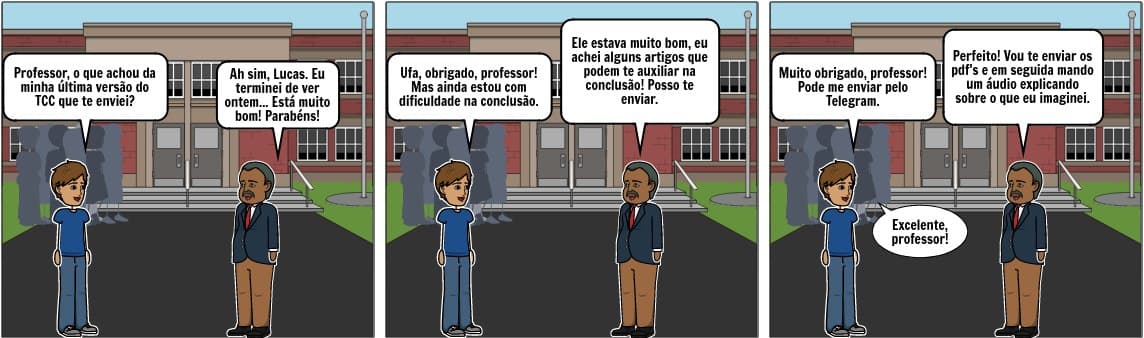 Professor, o que achou da
minha última versão do
TCC que te enviei?
Ah sim, Lucas. Eu
terminei de ver
ontem... Está muito
bom! Parabéns!
Ufa, obrigado, professor!
Mas ainda estou com
dificuldade na conclusão.
Ele estava muito bom, eu
achei alguns artigos que
podem te auxiliar na
conclusão! Posso te
enviar.
Muito obrigado, professor!
Pode me enviar pelo
Telegram.
Perfeito! Vou te enviar os
pdf's e em seguida mando
um áudio explicando
sobre o que eu imaginei.
Excelente,
professor!